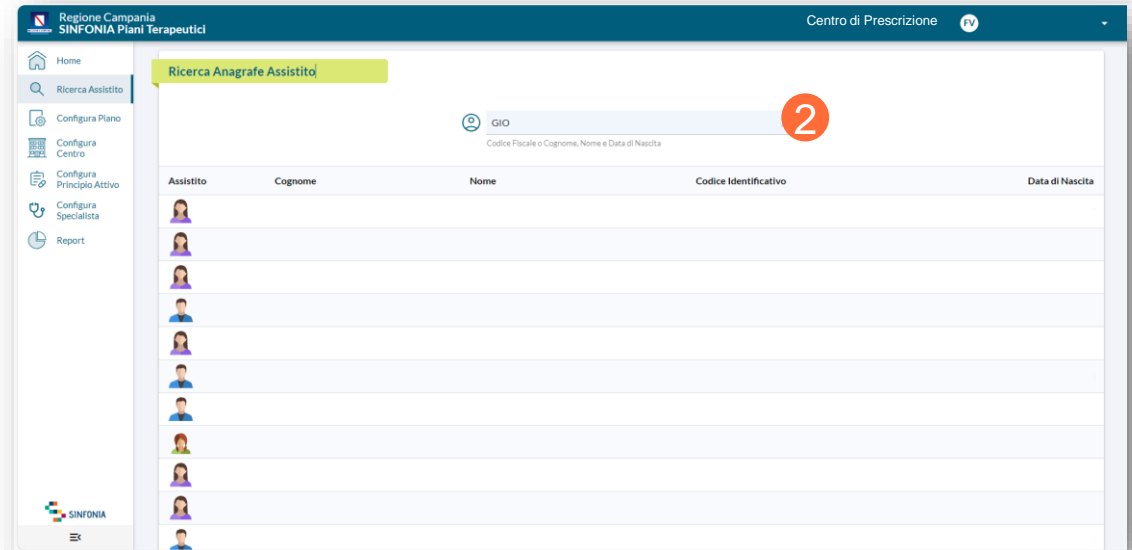 Regione Campania
SINFONIA Piani Terapeutici
Centro di Prescrizione
FV
Home
Ricerca Assistito
Configura Piano
Configura
Centro
Configura
Principio Attivo
Configura
Specialista
Report
SINFONIA
Ricerca Anagrafe Assistito
GIO
2
Codice Fiscale o Cognome, Nome e Data di Nascita
Assistito Cognome Nome Codice Identificativo Data di Nascita